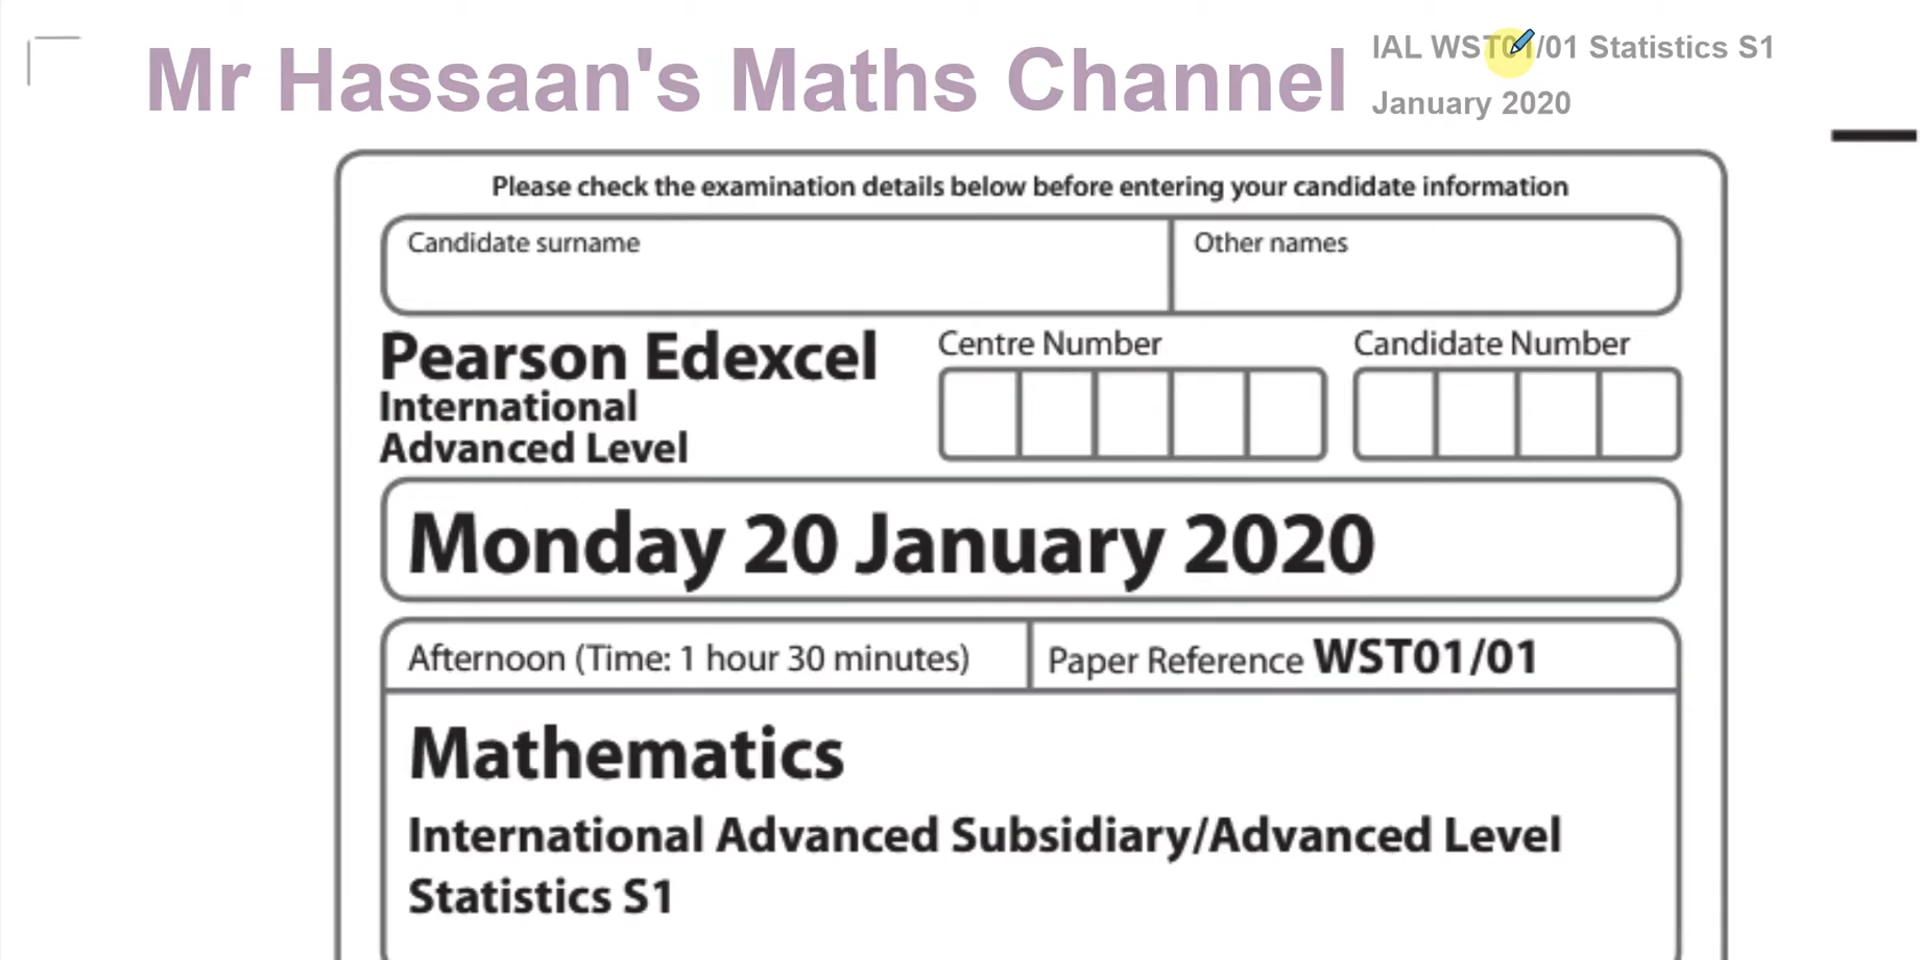 Mr Hassaan's Maths Channel
IAL WST01/01 Statistics S1
January 2020
Please check the examination details below before entering your candidate information
Candidate surname
Other names
Pearson Edexcel
International
Advanced Level
Centre Number
Candidate Number
Monday 20 January 2020
Afternoon (Time: 1 hour 30 minutes)
Paper Reference WST01/01
Mathematics
International Advanced Subsidiary/Advanced Level
Statistics S1